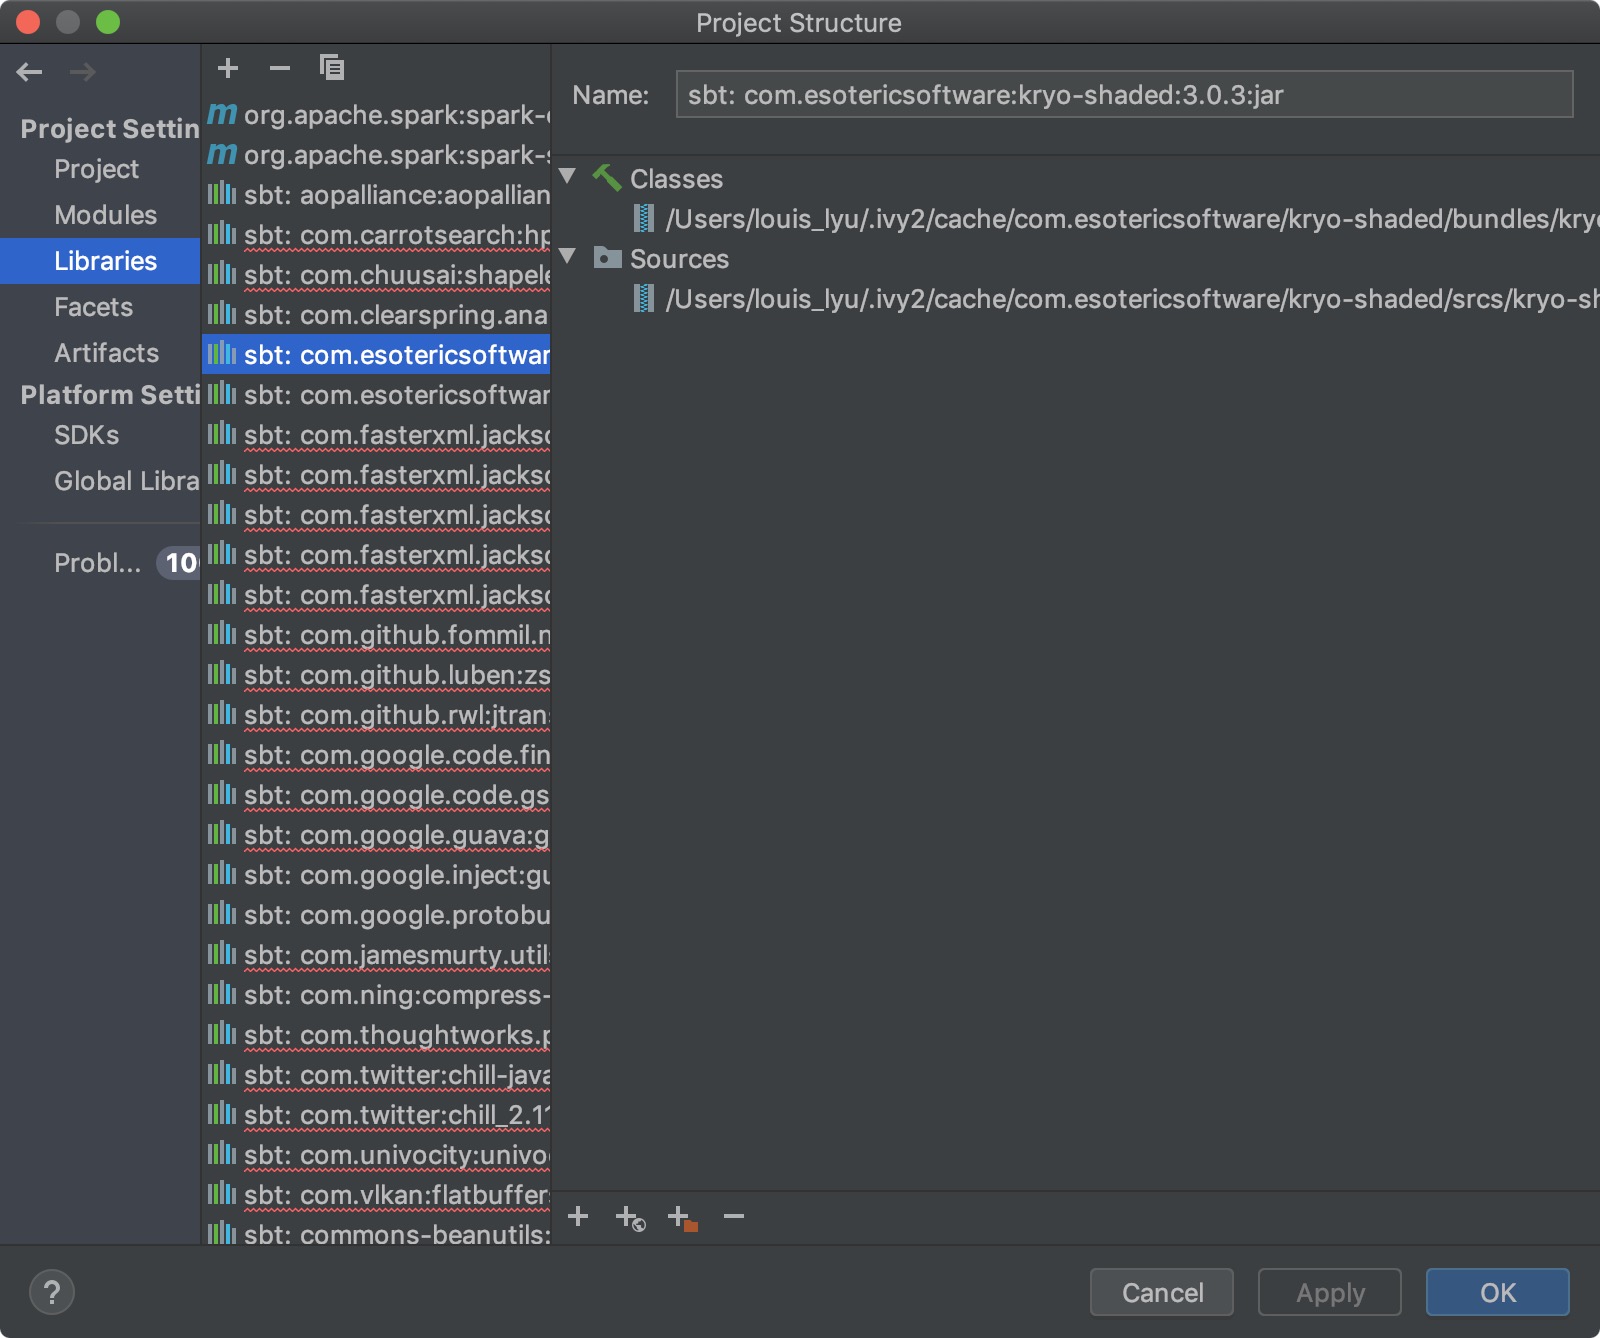 Project Structure
Project Settin
Project
Modules
Libraries
Facets
Artifacts
Platform Setti
SDKs
Global Libra
Probl... 10
org.apache.spark:spark-
org.apache.spark:spark-s
sbt: aopalliance:aopallian
sbt: com.carrotsearch:hp
sbt: com.chuusai:shapele
sbt: com.clearspring.ana
sbt: com.esotericsoftwar
sbt: com.esotericsoftwar
sbt: com.fasterxml.jackso
sbt: com.fasterxml.jackso
sbt: com.fasterxml.jackso
sbt: com.fasterxml.jackso
sbt: com.fasterxml.jackso
sbt: com.github.fommil.n
sbt: com.github.luben:zs
sbt: com.github.rwl:jtran
sbt: com.google.code.fin
sbt: com.google.code.gs
sbt: com.google.guava:g
sbt: com.google.inject:gu
sbt: com.google.protobu
sbt: com.jamesmurty.util
sbt: com.ning:compress-
sbt: com.thoughtworks.p
sbt: com.twitter:chill-java
sbt: com.twitter:chill_2.11
sbt: com.univocity:univo
sbt: com.vlkan:flatbuffer
sbt: commons-beanutils:
Name: sbt: com.esotericsoftware:kryo-shaded:3.0.3:jar
Classes
/Users/louis_lyu/.ivy2/cache/com.esotericsoftware/kryo-shaded/bundles/kryo
Sources
/Users/louis_lyu/.ivy2/cache/com.esotericsoftware/kryo-shaded/srcs/kryo-sh
? Cancel Apply OK